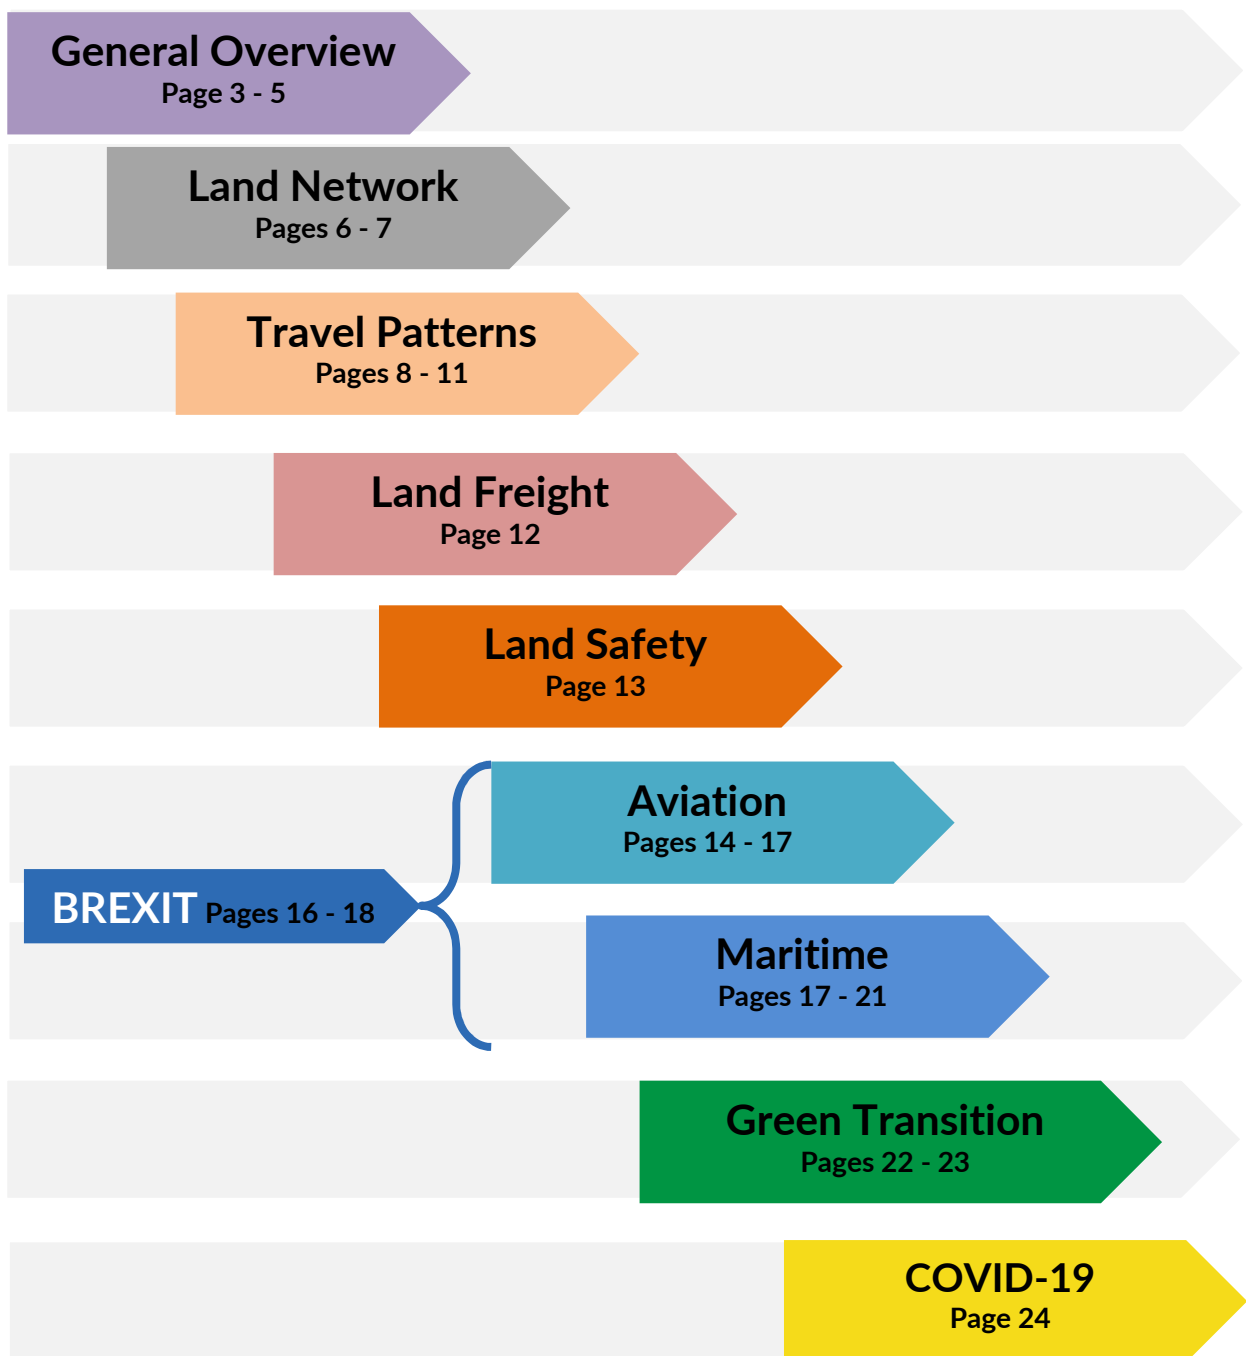 General Overview
Page 3 - 5
Land Network
Pages 6 - 7
Travel Patterns
Pages 8 - 11
Land Freight
Page 12
Land Safety
Page 13
Aviation
Pages 14 - 17
BREXIT Pages 16 - 18
Maritime
Pages 17 - 21
Green Transition
Pages 22 - 23
COVID-19
Page 24